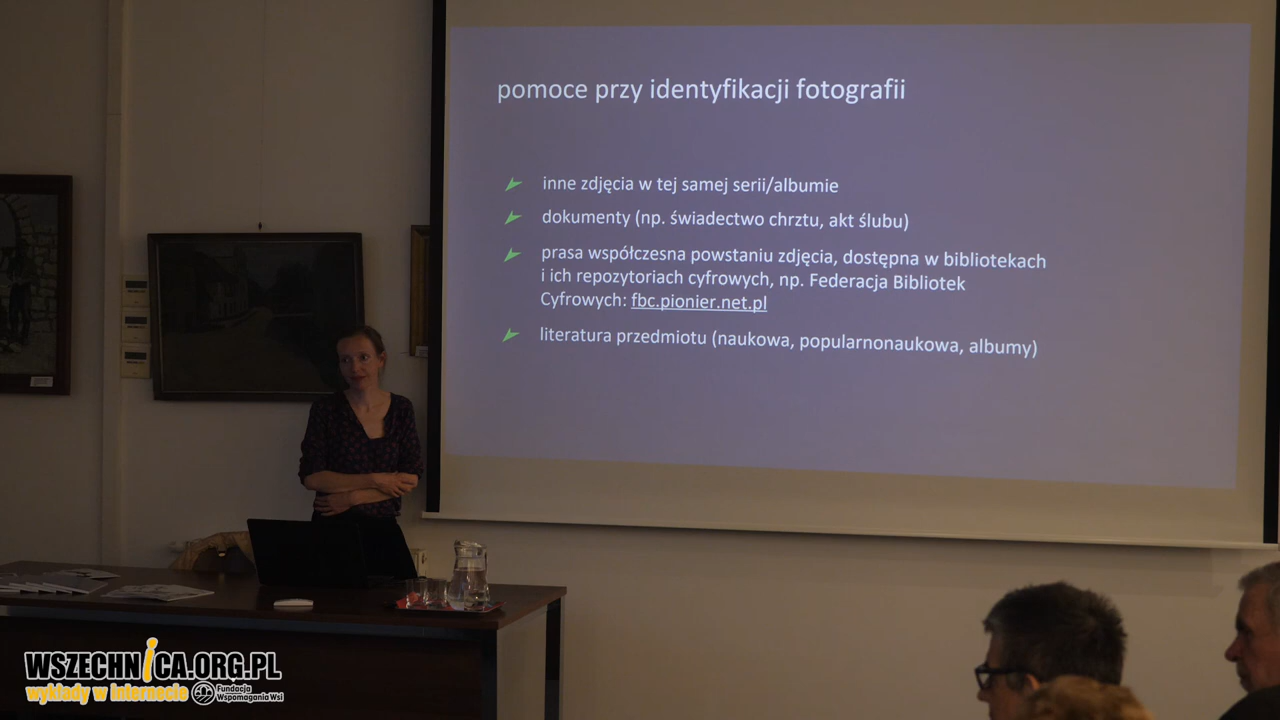 pomoce przy identyfikacji fotografii
inne zdjęcia w tej samej serii/albumie
dokumenty (np. świadectwo chrztu, akt ślubu)
prasa współczesna powstaniu zdjęcia, dostępna w bibliotekach
i ich repozytoriach cyfrowych, np. Federacja Bibliotek
Cyfrowych: fbc.pionier.net.pl
literatura przedmiotu (naukowa, popularnonaukowa, albumy)
WSZECHNiCA.ORG.PL
wykłady w internecie
Fundacja
Wspomagania Wsi